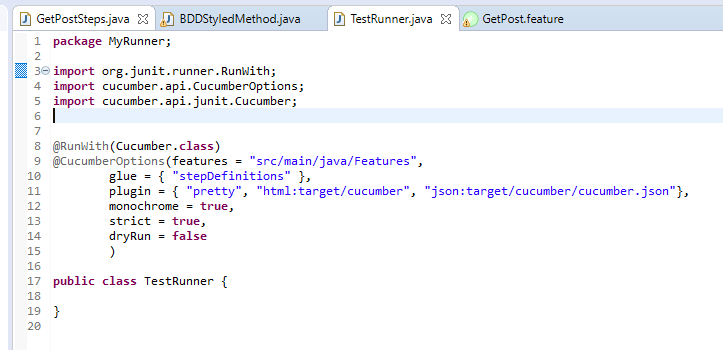 GetPostSteps.java BDDStyledMethod.java TestRunner.java GetPost.feature
1 package MyRunner;
2
3 import org.junit.runner.RunWith;
4 import cucumber.api.CucumberOptions;
5 import cucumber.api.junit.Cucumber;
6
7
8 @RunWith(Cucumber.class)
9 @CucumberOptions(features = "src/main/java/Features",
10 glue = { "stepDefinitions" },
11 plugin = { "pretty", "html:target/cucumber", "json:target/cucumber/cucumber.json"},
12 monochrome = true,
13 strict = true,
14 dryRun = false
15 )
16
17 public class TestRunner {
18
19 }
20